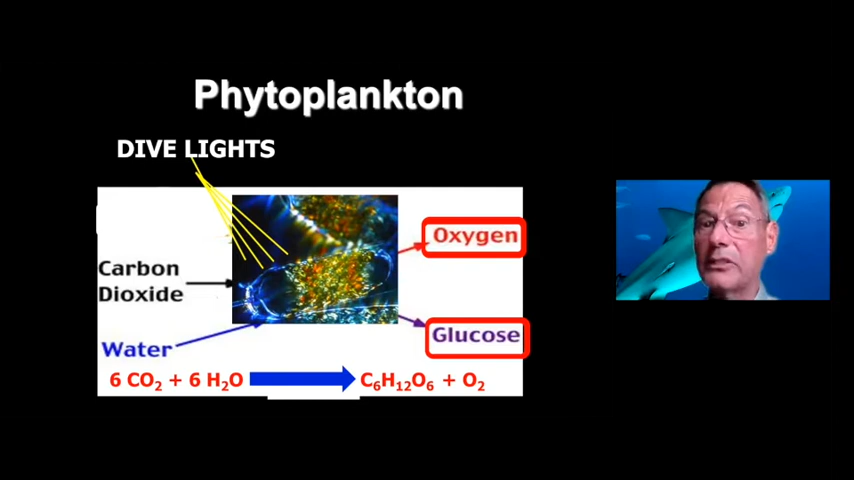 Phytoplankton
DIVE LIGHTS
Oxygen
Carbon
Dioxide
Glucose
Water
6 CO₂ + 6 H₂O
C₆H₁₂O₆ + O₂